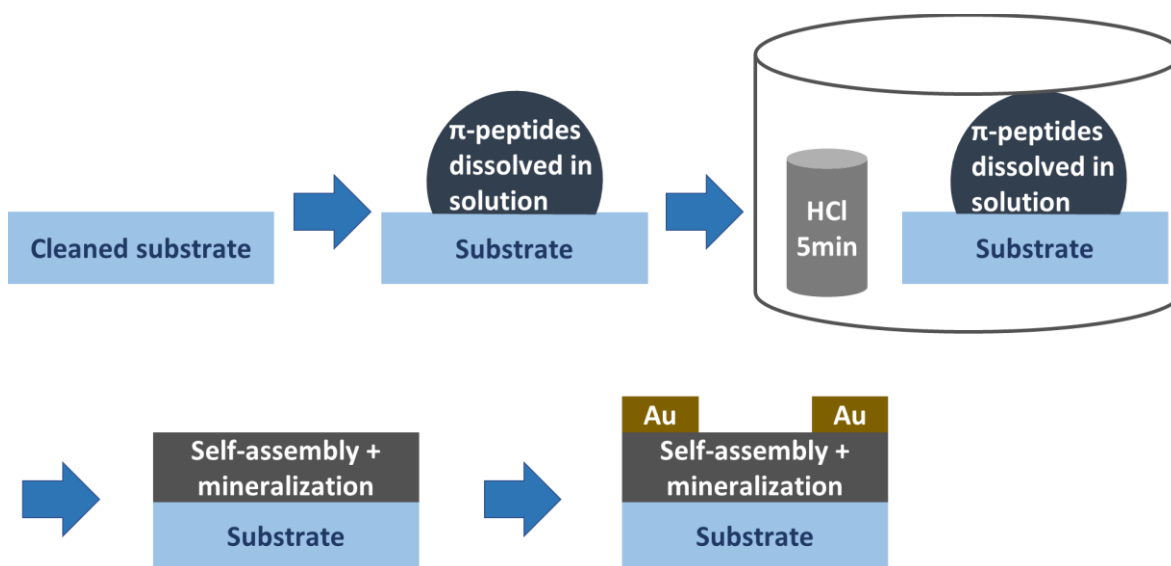 Cleaned substrate
π-peptides
dissolved in
solution
Substrate
HCl
5min
π-peptides
dissolved in
solution
Substrate
Self-assembly +
mineralization
Substrate
Au
Au
Self-assembly +
mineralization
Substrate